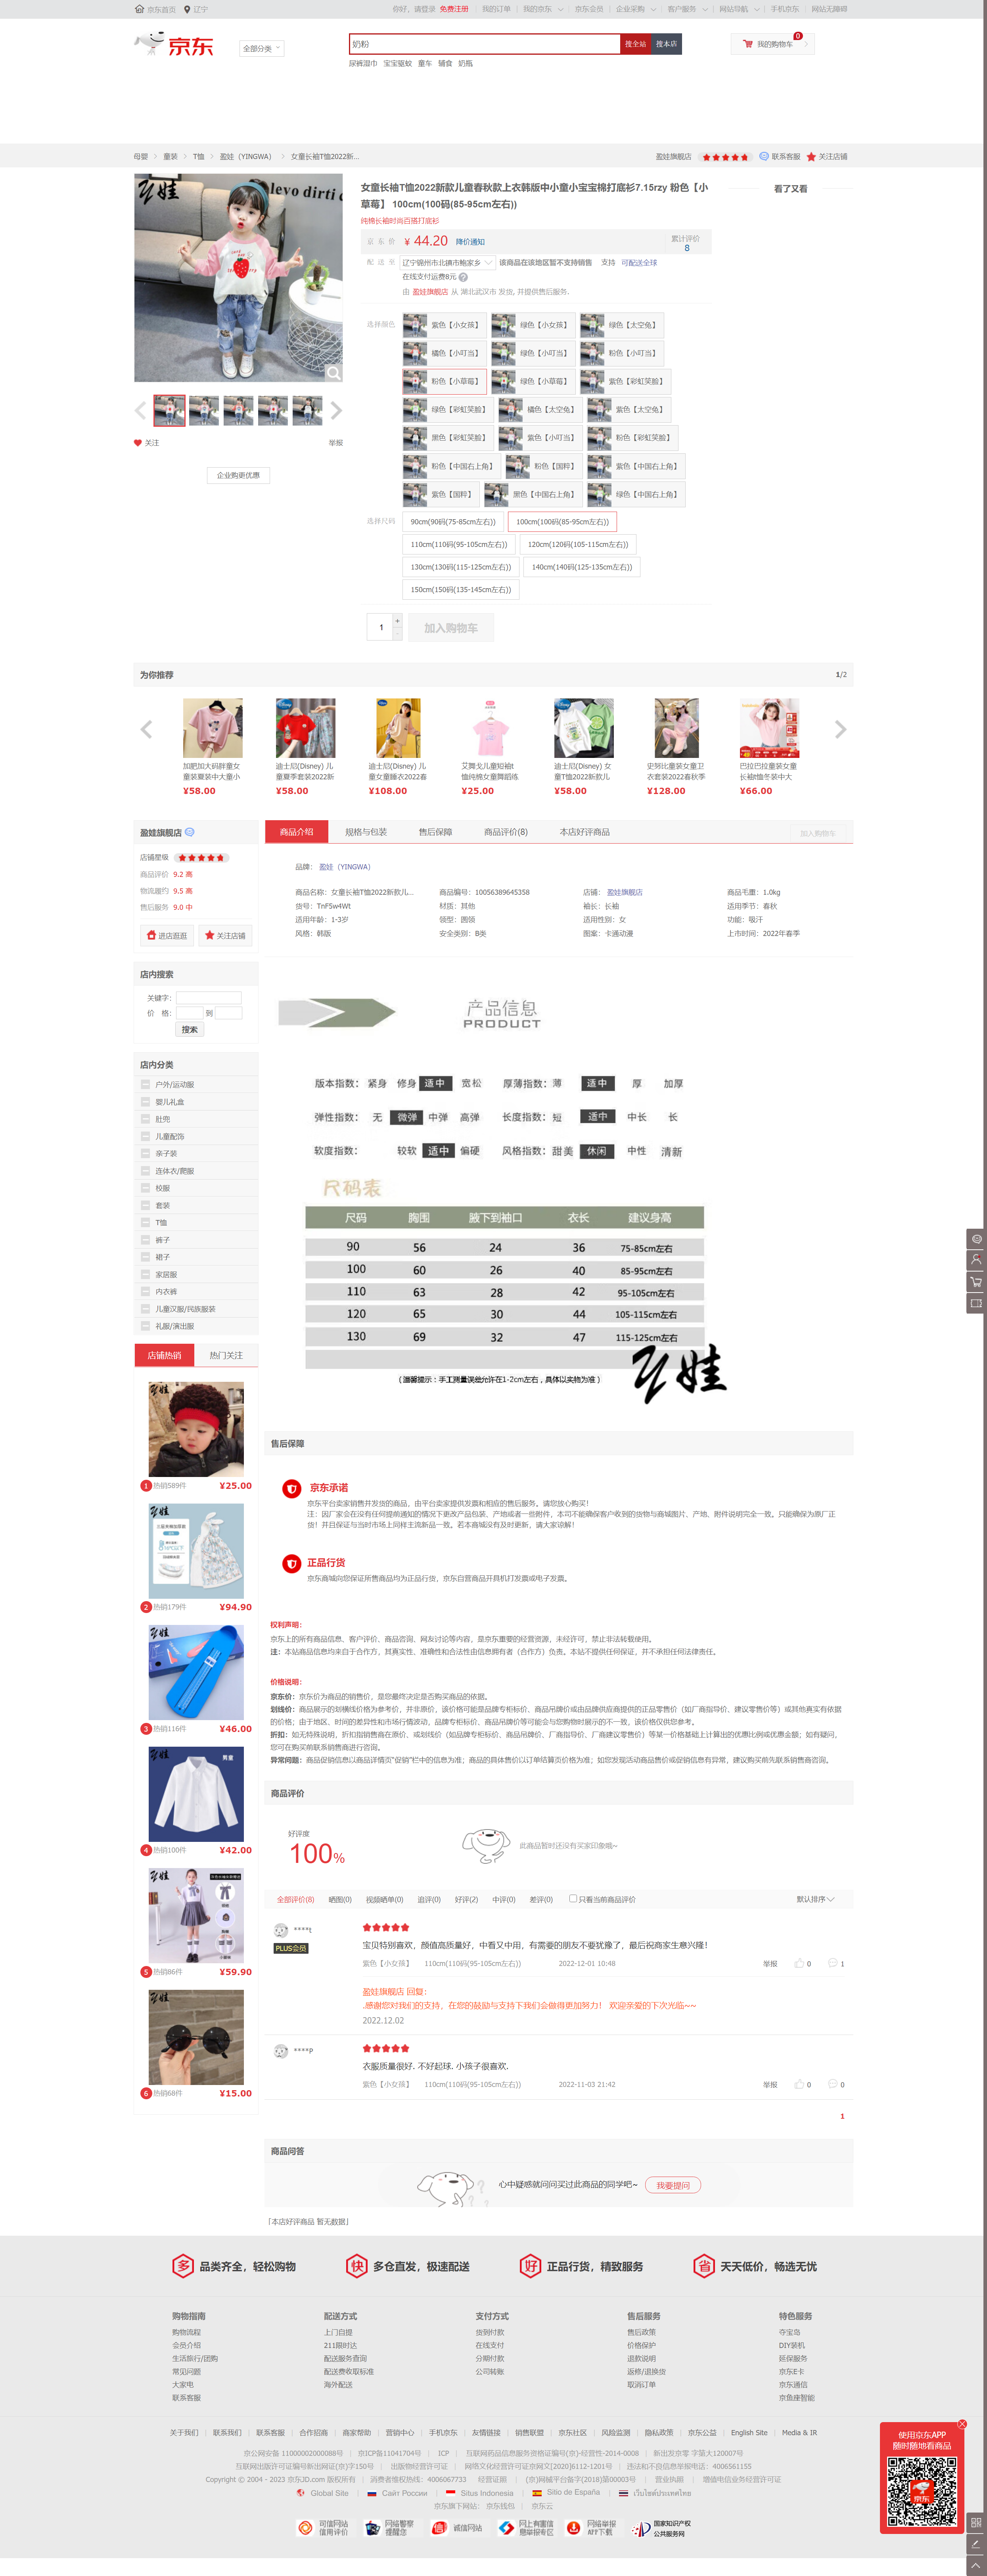 京东首页 辽宁
你好，请登录 免费注册 我的订单 我的京东 京东会员 企业采购 客户服务 网站导航 手机京东 网站无障碍
京东
全部分类
奶粉 搜全站 搜本店
我的购物车 0
尿裤湿巾 宝宝驱蚊 童车 辅食 奶瓶
母婴 > 童装 > T恤 > 盈娃（YINGWA） > 女童长袖T恤2022新...
盈娃旗舰店 联系客服 关注店铺
女童长袖T恤2022新款儿童春秋款上衣韩版中小童小宝宝棉打底衫7.15rzy 粉色【小草莓】 100cm(100码(85-95cm左右))
纯棉长袖时尚百搭打底衫
京东价 ¥ 44.20 降价通知
累计评价
8
配送至 辽宁锦州市北镇市鲍家乡 该商品在该地区暂不支持销售 支持 可配送全球
在线支付运费8元
由 盈娃旗舰店 从 湖北武汉市 发货, 并提供售后服务.
看了又看
选择颜色
紫色【小女孩】 绿色【小女孩】 绿色【太空兔】
橘色【小叮当】 绿色【小叮当】 粉色【小叮当】
粉色【小草莓】 绿色【小草莓】 紫色【彩虹笑脸】
绿色【彩虹笑脸】 橘色【太空兔】 紫色【太空兔】
黑色【彩虹笑脸】 紫色【小叮当】 粉色【彩虹笑脸】
粉色【中国右上角】 粉色【国粹】 紫色【中国右上角】
紫色【国粹】 黑色【中国右上角】 绿色【中国右上角】
选择尺码
90cm(90码(75-85cm左右)) 100cm(100码(85-95cm左右))
110cm(110码(95-105cm左右)) 120cm(120码(105-115cm左右))
130cm(130码(115-125cm左右)) 140cm(140码(125-135cm左右))
150cm(150码(135-145cm左右))
1 + - 加入购物车
关注 举报
企业购更优惠
为你推荐 1/2
加肥加大码胖童女童装夏装中大童小 ¥58.00
迪士尼(Disney) 儿童夏季套装2022新 ¥58.00
迪士尼(Disney) 儿童女童睡衣2022春 ¥108.00
艾舞戈儿童短袖t恤纯棉女童舞蹈练 ¥25.00
迪士尼(Disney) 女童T恤2022新款儿 ¥58.00
史努比童装女童卫衣套装2022春秋季 ¥128.00
巴拉巴拉童装女童长袖t恤冬装中大 ¥66.00
盈娃旗舰店
店铺星级
商品评价 9.2 高
物流履约 9.5 高
售后服务 9.0 中
进店逛逛 关注店铺
店内搜索
关键字：
价 格： 到
搜索
店内分类
户外/运动服
婴儿礼盒
肚兜
儿童配饰
亲子装
连体衣/爬服
校服
套装
T恤
裤子
裙子
家居服
内衣裤
儿童汉服/民族服装
礼服/演出服
店铺热销 热门关注
1 热销589件 ¥25.00
2 热销179件 ¥94.90
3 热销116件 ¥46.00
男童
4 热销100件 ¥42.00
5 热销86件 ¥59.90
6 热销68件 ¥15.00
商品介绍 规格与包装 售后保障 商品评价(8) 本店好评商品 加入购物车
品牌： 盈娃（YINGWA）
商品名称：女童长袖T恤2022新款儿... 商品编号：10056389645358 店铺： 盈娃旗舰店 商品毛重：1.0kg
货号：TnF5w4Wt 材质：其他 袖长：长袖 适用季节：春秋
适用年龄：1-3岁 领型：圆领 适用性别：女 功能：吸汗
风格：韩版 安全类别：B类 图案：卡通动漫 上市时间：2022年春季
产品信息
PRODUCT
版本指数： 紧身 修身 适中 宽松 厚薄指数： 薄 适中 厚 加厚
弹性指数： 无 微弹 中弹 高弹 长度指数： 短 适中 中长 长
软度指数： 较软 适中 偏硬 风格指数： 甜美 休闲 中性 清新
尺码表
尺码 胸围 腋下到袖口 衣长 建议身高
90 56 24 36 75-85cm左右
100 60 26 40 85-95cm左右
110 63 28 42 95-105cm左右
120 65 30 44 105-115cm左右
130 69 32 47 115-125cm左右
（温馨提示：手工测量误差允许在1-2cm左右，具体以实物为准）
售后保障
京东承诺
京东平台卖家销售并发货的商品，由平台卖家提供发票和相应的售后服务。请您放心购买！
注：因厂家会在没有任何提前通知的情况下更改产品包装、产地或者一些附件，本司不能确保客户收到的货物与商城图片、产地、附件说明完全一致。只能确保为原厂正货！并且保证与当时市场上同样主流新品一致。若本商城没有及时更新，请大家谅解！
正品行货
京东商城向您保证所售商品均为正品行货，京东自营商品开具机打发票或电子发票。
权利声明：
京东上的所有商品信息、客户评价、商品咨询、网友讨论等内容，是京东重要的经营资源，未经许可，禁止非法转载使用。
注：本站商品信息均来自于合作方，其真实性、准确性和合法性由信息拥有者（合作方）负责。本站不提供任何保证，并不承担任何法律责任。
价格说明：
京东价：京东价为商品的销售价，是您最终决定是否购买商品的依据。
划线价：商品展示的划横线价格为参考价，并非原价，该价格可能是品牌专柜标价、商品吊牌价或由品牌供应商提供的正品零售价（如厂商指导价、建议零售价等）或其他真实有依据的价格；由于地区、时间的差异性和市场行情波动，品牌专柜标价、商品吊牌价等可能会与您购物时展示的不一致，该价格仅供您参考。
折扣：如无特殊说明，折扣指销售商在原价、或划线价（如品牌专柜标价、商品吊牌价、厂商指导价、厂商建议零售价）等某一价格基础上计算出的优惠比例或优惠金额；如有疑问，您可在购买前联系销售商进行咨询。
异常问题：商品促销信息以商品详情页“促销”栏中的信息为准；商品的具体售价以订单结算页价格为准；如您发现活动商品售价或促销信息有异常，建议购买前先联系销售商咨询。
商品评价
好评度
100%
此商品暂时还没有买家印象哦~
全部评价(8) 晒图(0) 视频晒单(0) 追评(0) 好评(2) 中评(0) 差评(0) 只看当前商品评价 默认排序
****t
PLUS会员
宝贝特别喜欢，颜值高质量好，中看又中用，有需要的朋友不要犹豫了，最后祝商家生意兴隆！
紫色【小女孩】 110cm(110码(95-105cm左右)) 2022-12-01 10:48 举报 0 1
盈娃旗舰店 回复：
.感谢您对我们的支持，在您的鼓励与支持下我们会做得更加努力！ 欢迎亲爱的下次光临~~
2022.12.02
****p
衣服质量很好. 不好起球. 小孩子很喜欢.
紫色【小女孩】 110cm(110码(95-105cm左右)) 2022-11-03 21:42 举报 0 0
1
商品问答
心中疑惑就问问买过此商品的同学吧~ 我要提问
「本店好评商品 暂无数据」
多 品类齐全，轻松购物 快 多仓直发，极速配送 好 正品行货，精致服务 省 天天低价，畅选无忧
购物指南 配送方式 支付方式 售后服务 特色服务
购物流程 上门自提 货到付款 售后政策 夺宝岛
会员介绍 211限时达 在线支付 价格保护 DIY装机
生活旅行/团购 配送服务查询 分期付款 退款说明 延保服务
常见问题 配送费收取标准 公司转账 返修/退换货 京东E卡
大家电 海外配送 取消订单 京东通信
联系客服 京鱼座智能
关于我们 | 联系我们 | 联系客服 | 合作招商 | 商家帮助 | 营销中心 | 手机京东 | 友情链接 | 销售联盟 | 京东社区 | 风险监测 | 隐私政策 | 京东公益 | English Site | Media & IR
京公网安备 11000002000088号 | 京ICP备11041704号 | ICP | 互联网药品信息服务资格证编号(京)-经营性-2014-0008 | 新出发京零 字第大120007号
互联网出版许可证编号新出网证(京)字150号 | 出版物经营许可证 | 网络文化经营许可证京网文[2020]6112-1201号 | 违法和不良信息举报电话：4006561155
Copyright © 2004 - 2023 京东JD.com 版权所有 | 消费者维权热线：4006067733 经营证照 | (京)网械平台备字(2018)第00003号 | 营业执照 | 增值电信业务经营许可证
Global Site | Сайт России | Situs Indonesia | Sitio de España | เว็บไซต์ประเทศไทย
京东旗下网站： 京东钱包 | 京东云
可信网站信用评价 网络警察提醒您 诚信网站 网上有害信息举报专区 网络举报APP下载 国家知识产权公共服务网
使用京东APP
随时随地看商品
京东